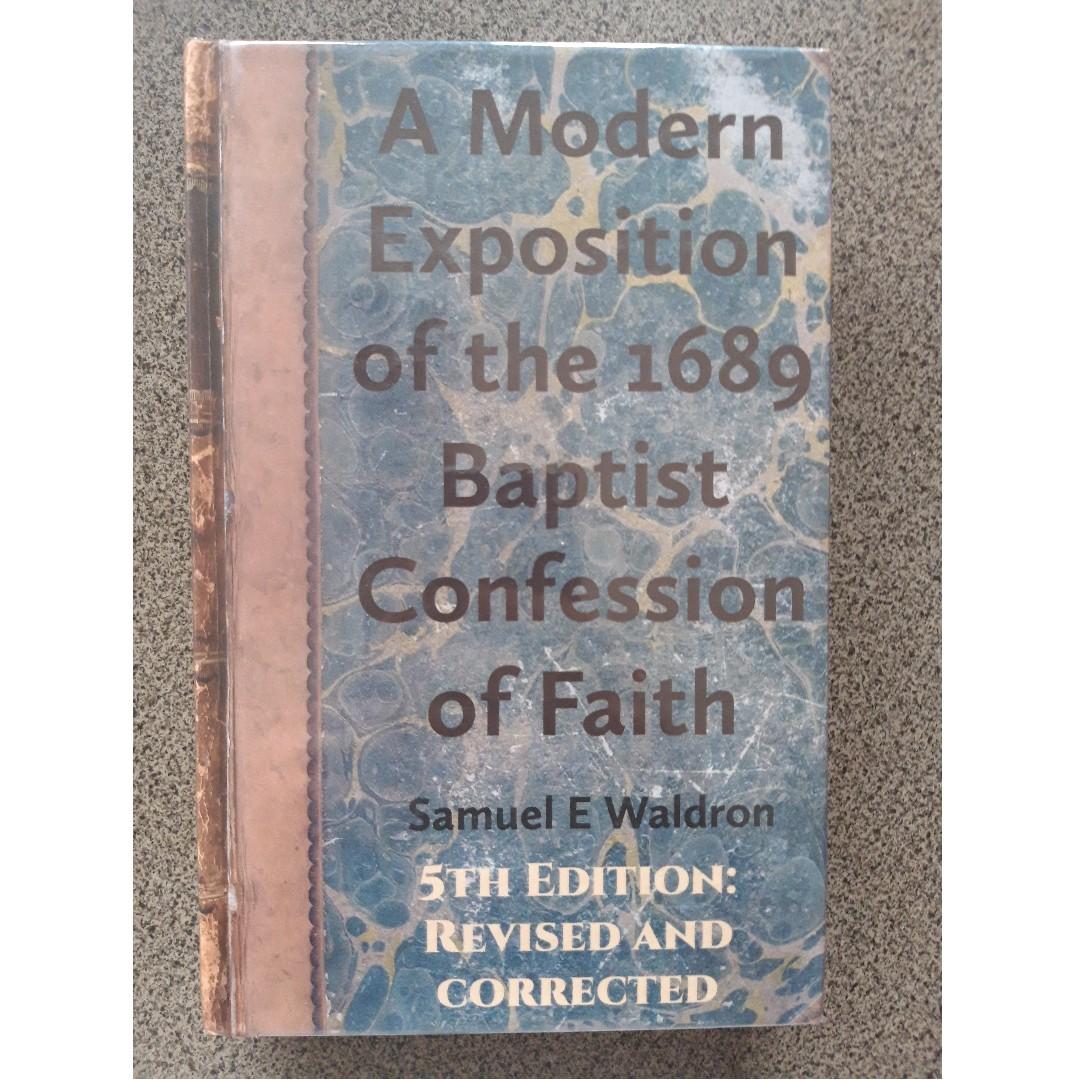 A Modern
Exposition
of the 1689
Baptist
Confession
of Faith
Samuel E Waldron
5TH EDITION:
REVISED AND
CORRECTED